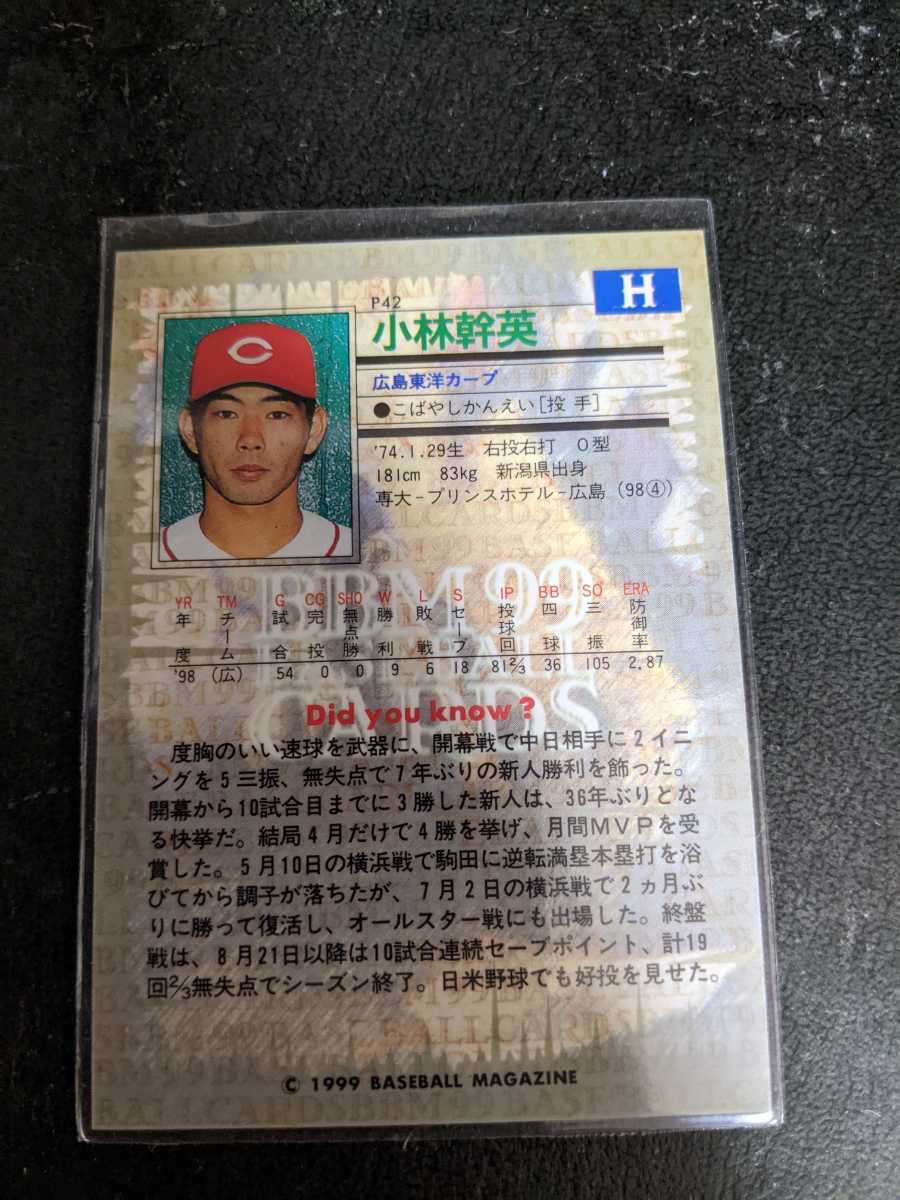 P42
H
小林幹英
広島東洋カープ
●こばやしかんえい[投 手]
'74.1.29生 右投右打 O型
181cm 83kg 新潟県出身
専大-プリンスホテル-広島(98④)
BBM 99
BASEBALL
CARDS
YR TM G CG SHO W L S IP BB SO ERA
年度 チーム 試合 完投 無点勝 勝利 敗戦 セーブ 投球回 四球 三振 防御率
'98 (広) 54 0 0 9 6 18 81⅔ 36 105 2.87
Did you know?
度胸のいい速球を武器に、開幕戦で中日相手に2イニ
ングを5三振、無失点で7年ぶりの新人勝利を飾った。
開幕から10試合目までに3勝した新人は、36年ぶりとな
る快挙だ。結局4月だけで4勝を挙げ、月間MVPを受
賞した。5月10日の横浜戦で駒田に逆転満塁本塁打を浴
びてから調子が落ちたが、7月2日の横浜戦で2ヵ月ぶ
りに勝って復活し、オールスター戦にも出場した。終盤
戦は、8月21日以降は10試合連続セーブポイント、計19
回⅔無失点でシーズン終了。日米野球でも好投を見せた。
© 1999 BASEBALL MAGAZINE